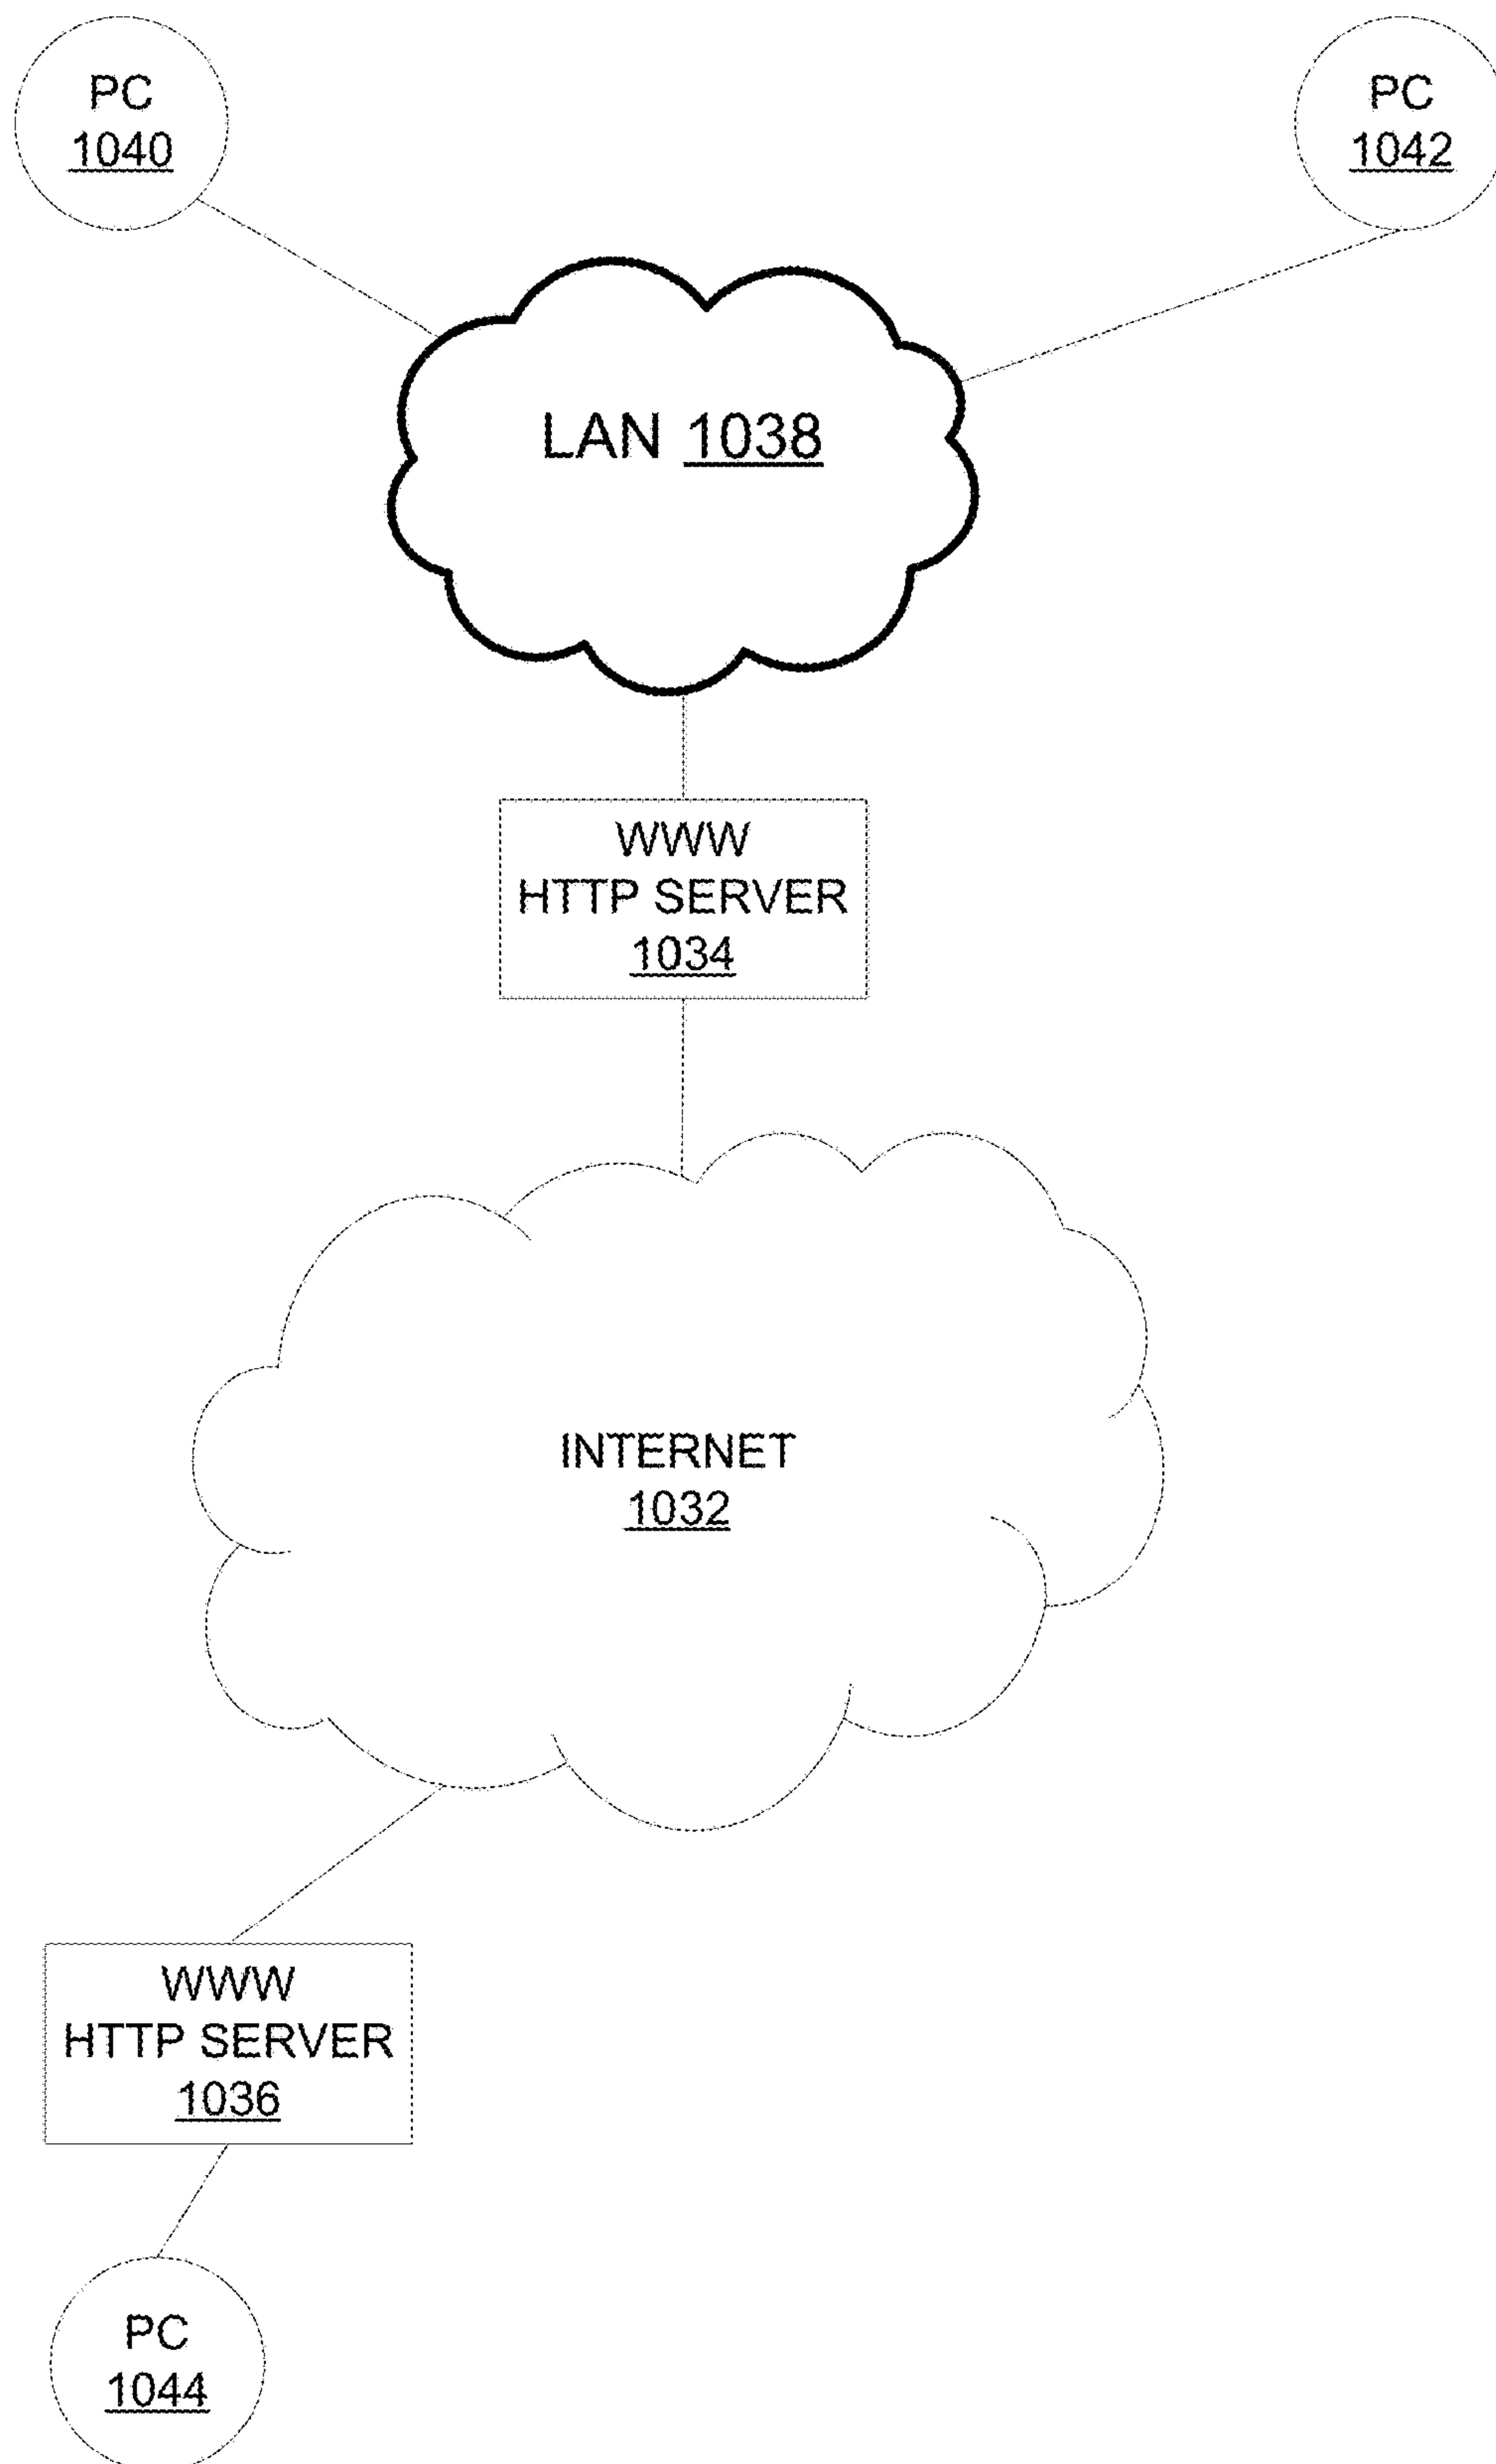 PC
1040
PC
1042
LAN 1038
WWW
HTTP SERVER
1034
INTERNET
1032
WWW
HTTP SERVER
1036
PC
1044